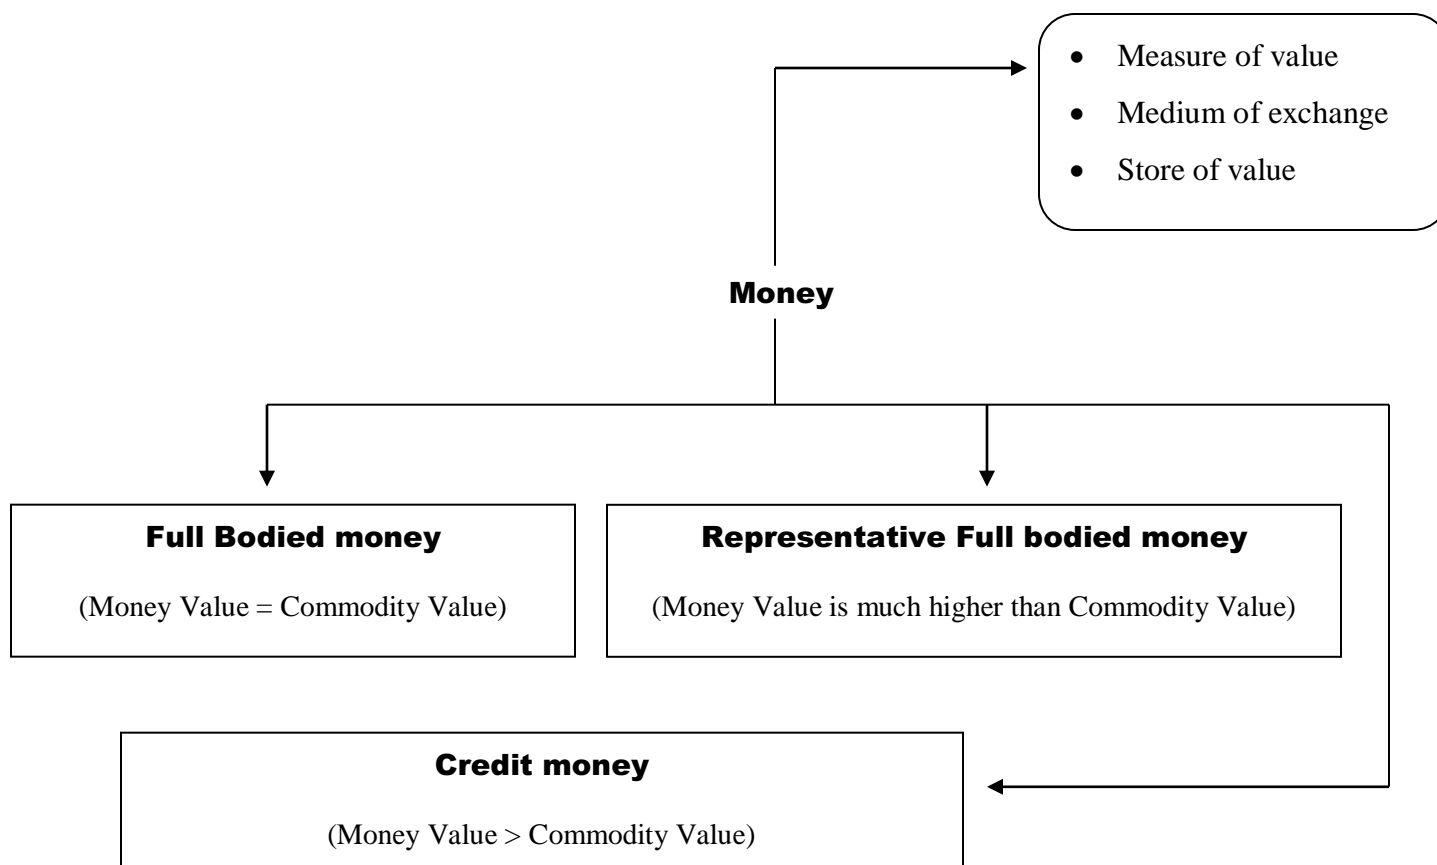 • Measure of value
• Medium of exchange
• Store of value
Money
Full Bodied money
(Money Value = Commodity Value)
Representative Full bodied money
(Money Value is much higher than Commodity Value)
Credit money
(Money Value > Commodity Value)